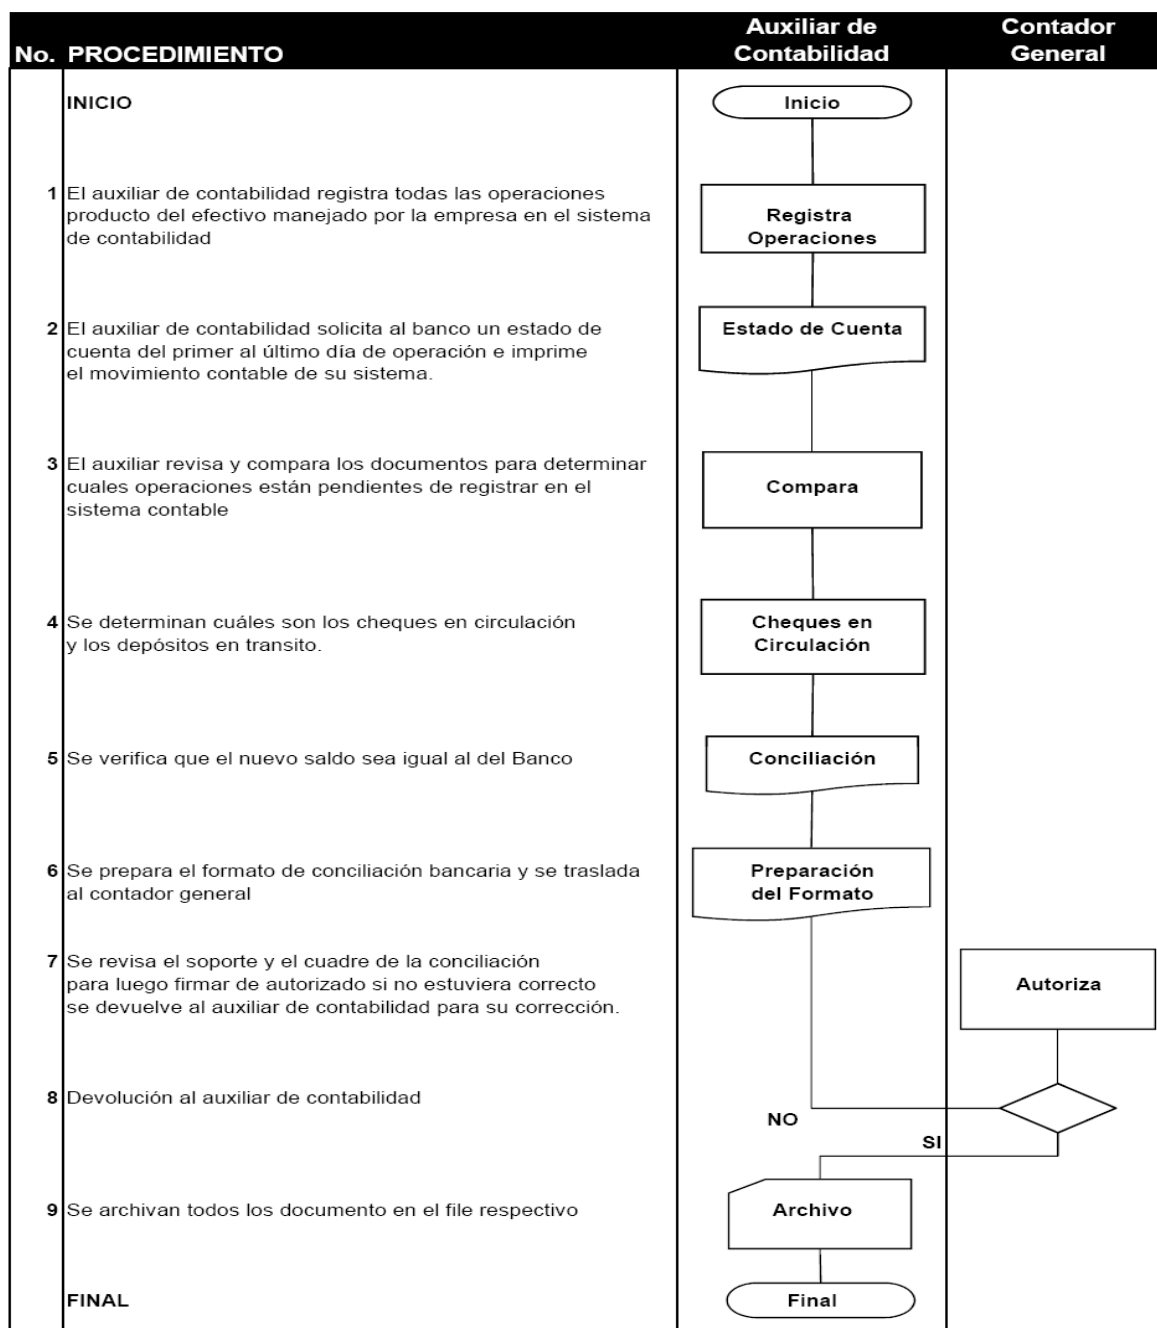 No. PROCEDIMIENTO
Auxiliar de
Contabilidad
Contador
General
INICIO
Inicio
1 El auxiliar de contabilidad registra todas las operaciones
producto del efectivo manejado por la empresa en el sistema
de contabilidad
Registra
Operaciones
2 El auxiliar de contabilidad solicita al banco un estado de
cuenta del primer al último día de operación e imprime
el movimiento contable de su sistema.
Estado de Cuenta
3 El auxiliar revisa y compara los documentos para determinar
cuales operaciones están pendientes de registrar en el
sistema contable
Compara
4 Se determinan cuáles son los cheques en circulación
y los depósitos en transito.
Cheques en
Circulación
5 Se verifica que el nuevo saldo sea igual al del Banco
Conciliación
6 Se prepara el formato de conciliación bancaria y se traslada
al contador general
Preparación
del Formato
7 Se revisa el soporte y el cuadre de la conciliación
para luego firmar de autorizado si no estuviera correcto
se devuelve al auxiliar de contabilidad para su corrección.
Autoriza
8 Devolución al auxiliar de contabilidad
NO
SI
9 Se archivan todos los documento en el file respectivo
Archivo
FINAL
Final